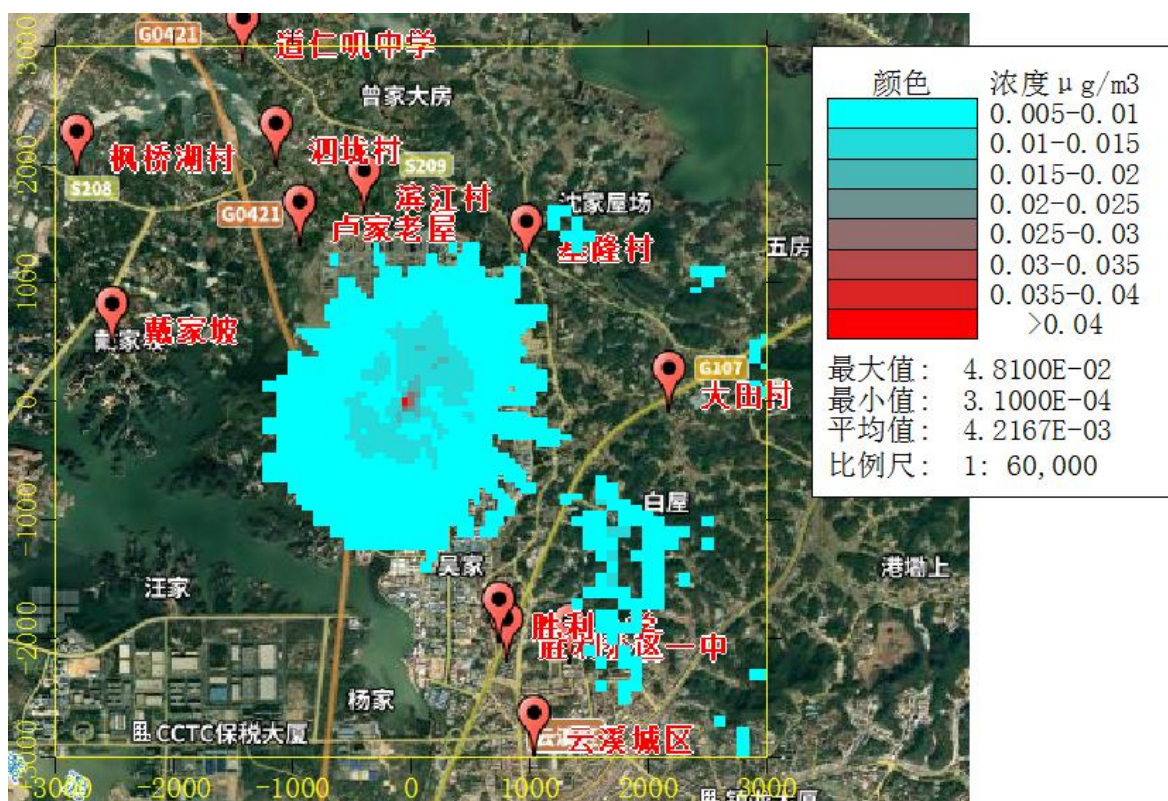 G0421
道仁矶中学
曾家大房
泗垅村
枫桥湖村
S209
S208
滨江村
沈家屋场
G0421
卢家老屋
基隆村
五房
戴家坡
G107
大田村
白屋
吴家
港墈上
汪家
胜利
一中
杨家
CCTC保税大厦
云溪城区
3000
2000
1000
0
-1000
-2000
-3000
-3000
-2000
-1000
0
1000
2000
3000
颜色 浓度μg/m3
0.005-0.01
0.01-0.015
0.015-0.02
0.02-0.025
0.025-0.03
0.03-0.035
0.035-0.04
>0.04
最大值: 4.8100E-02
最小值: 3.1000E-04
平均值: 4.2167E-03
比例尺: 1: 60,000